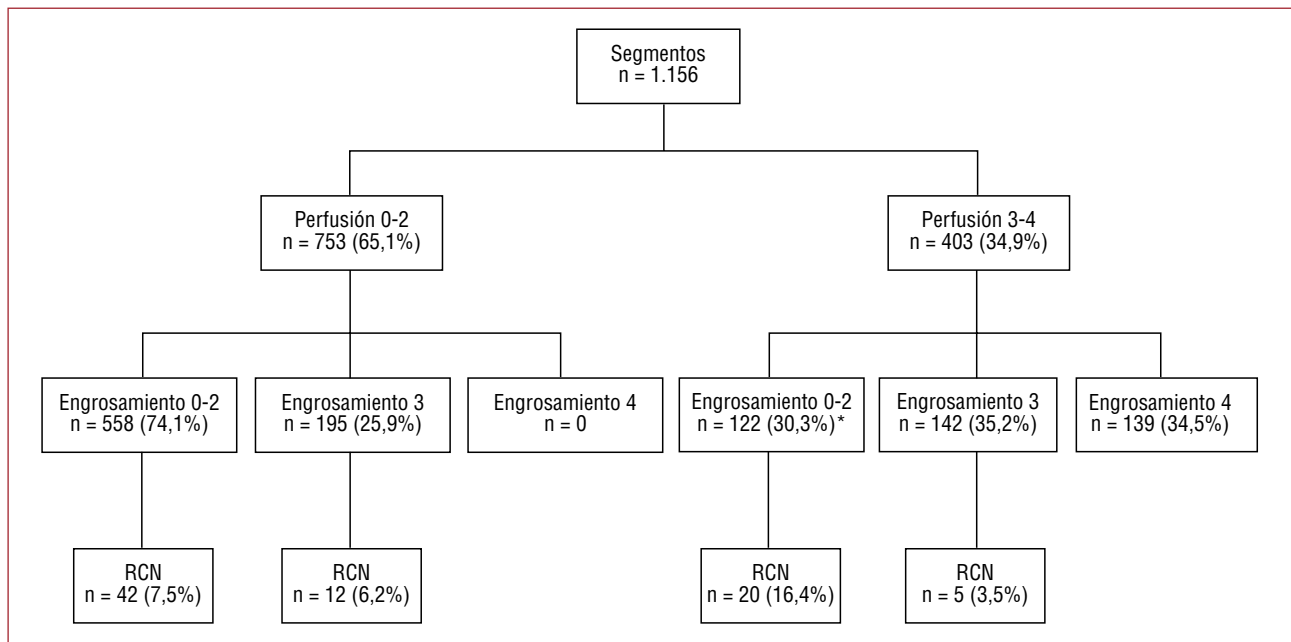 Segmentos
n = 1.156
Perfusión 0-2
n = 753 (65,1%)
Perfusión 3-4
n = 403 (34,9%)
Engrosamiento 0-2
n = 558 (74,1%)
Engrosamiento 3
n = 195 (25,9%)
Engrosamiento 4
n = 0
Engrosamiento 0-2
n = 122 (30,3%)*
Engrosamiento 3
n = 142 (35,2%)
Engrosamiento 4
n = 139 (34,5%)
RCN
n = 42 (7,5%)
RCN
n = 12 (6,2%)
RCN
n = 20 (16,4%)
RCN
n = 5 (3,5%)